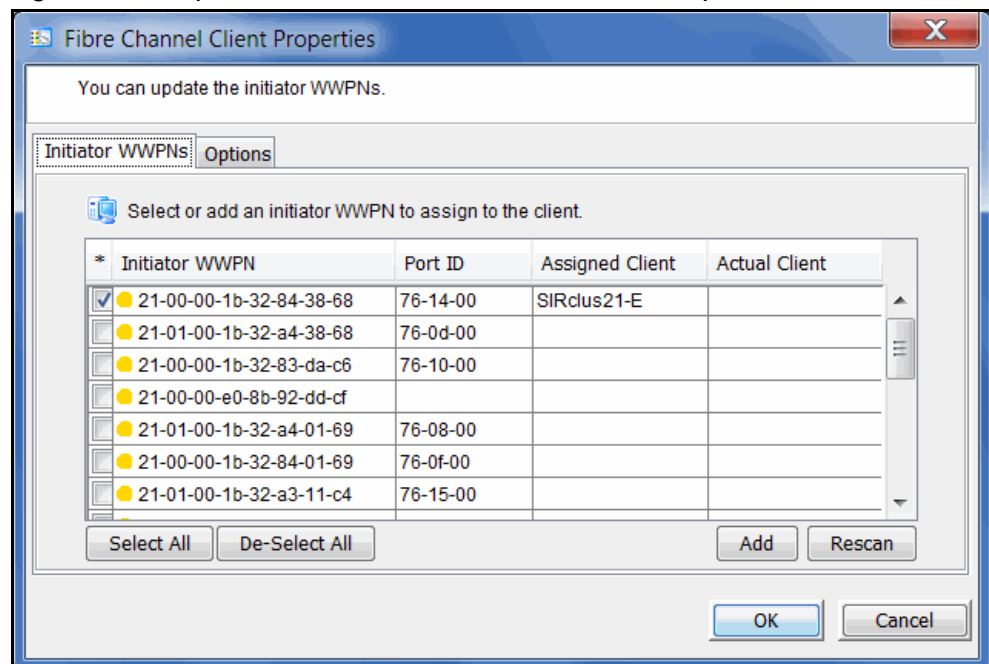 Fibre Channel Client Properties
You can update the initiator WWPNs.
Initiator WWPNs Options
Select or add an initiator WWPN to assign to the client.
* Initiator WWPN Port ID Assigned Client Actual Client
21-00-00-1b-32-84-38-68 76-14-00 SIRclus21-E
21-01-00-1b-32-a4-38-68 76-0d-00
21-00-00-1b-32-83-da-c6 76-10-00
21-00-00-e0-8b-92-dd-cf
21-01-00-1b-32-a4-01-69 76-08-00
21-00-00-1b-32-84-01-69 76-0f-00
21-01-00-1b-32-a3-11-c4 76-15-00
Select All De-Select All Add Rescan
OK Cancel